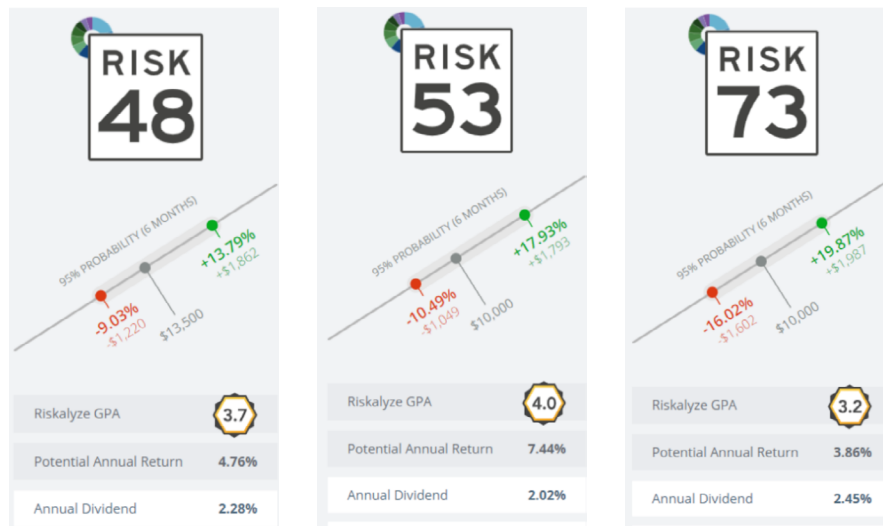 RISK
48
95% PROBABILITY (6 MONTHS)
+13.79%
+$1,862
-9.03%
-$1,220
$13,500
Riskalyze GPA 3.7
Potential Annual Return 4.76%
Annual Dividend 2.28%
RISK
53
95% PROBABILITY (6 MONTHS)
+17.93%
+$1,793
-10.49%
-$1,049
$10,000
Riskalyze GPA 4.0
Potential Annual Return 7.44%
Annual Dividend 2.02%
RISK
73
95% PROBABILITY (6 MONTHS)
+19.87%
+$1,987
-16.02%
-$1,602
$10,000
Riskalyze GPA 3.2
Potential Annual Return 3.86%
Annual Dividend 2.45%